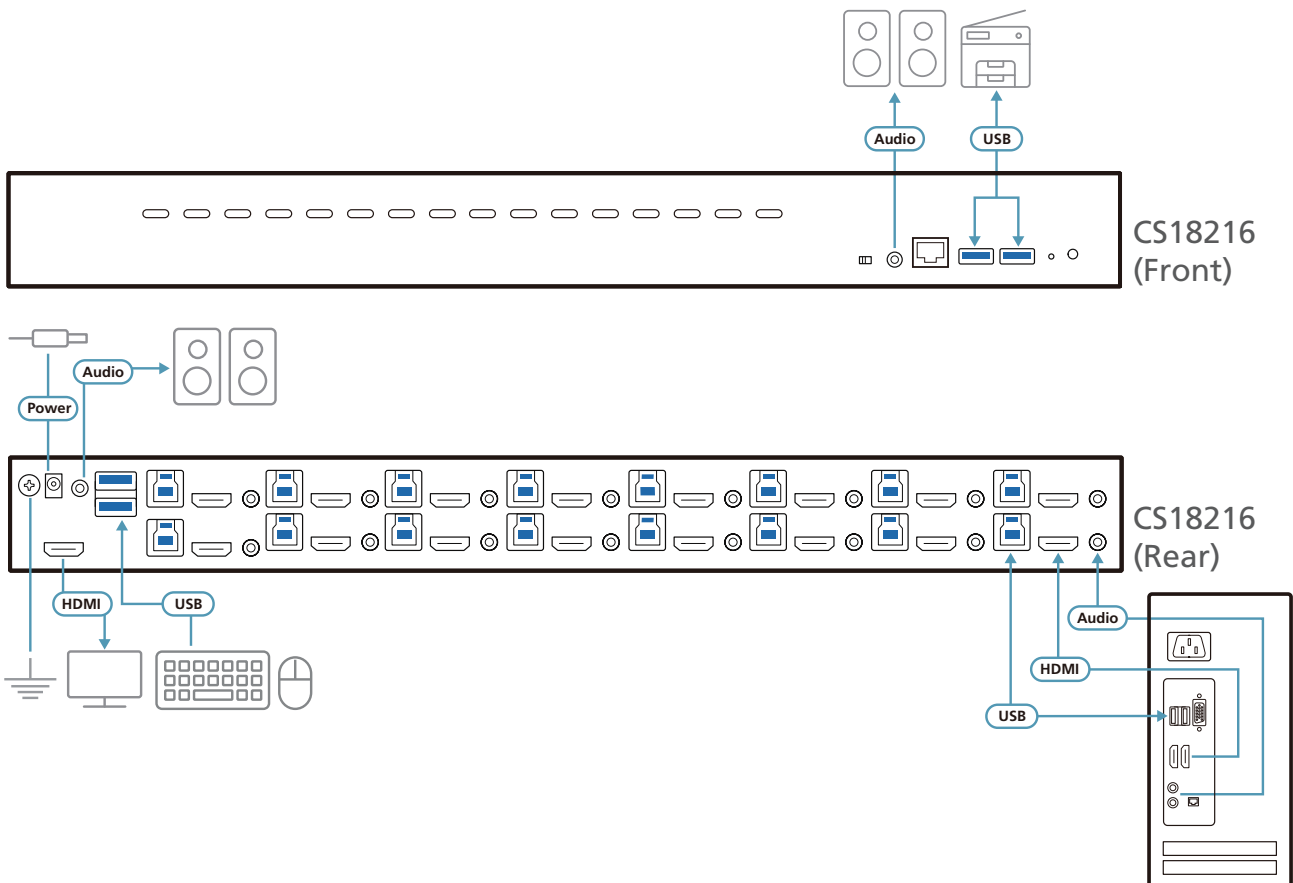 Audio
USB
CS18216
(Front)
Audio
Power
CS18216
(Rear)
HDMI
USB
Audio
HDMI
USB